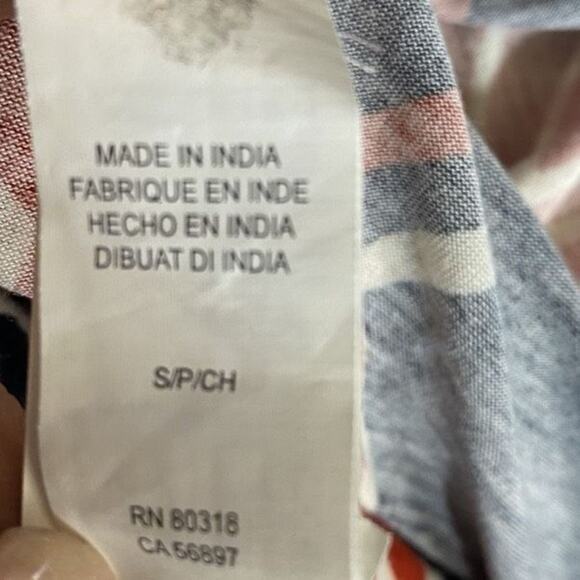 MADE IN INDIA
FABRIQUE EN INDE
HECHO EN INDIA
DIBUAT DI INDIA
S/P/CH
RN 80318
CA 56897